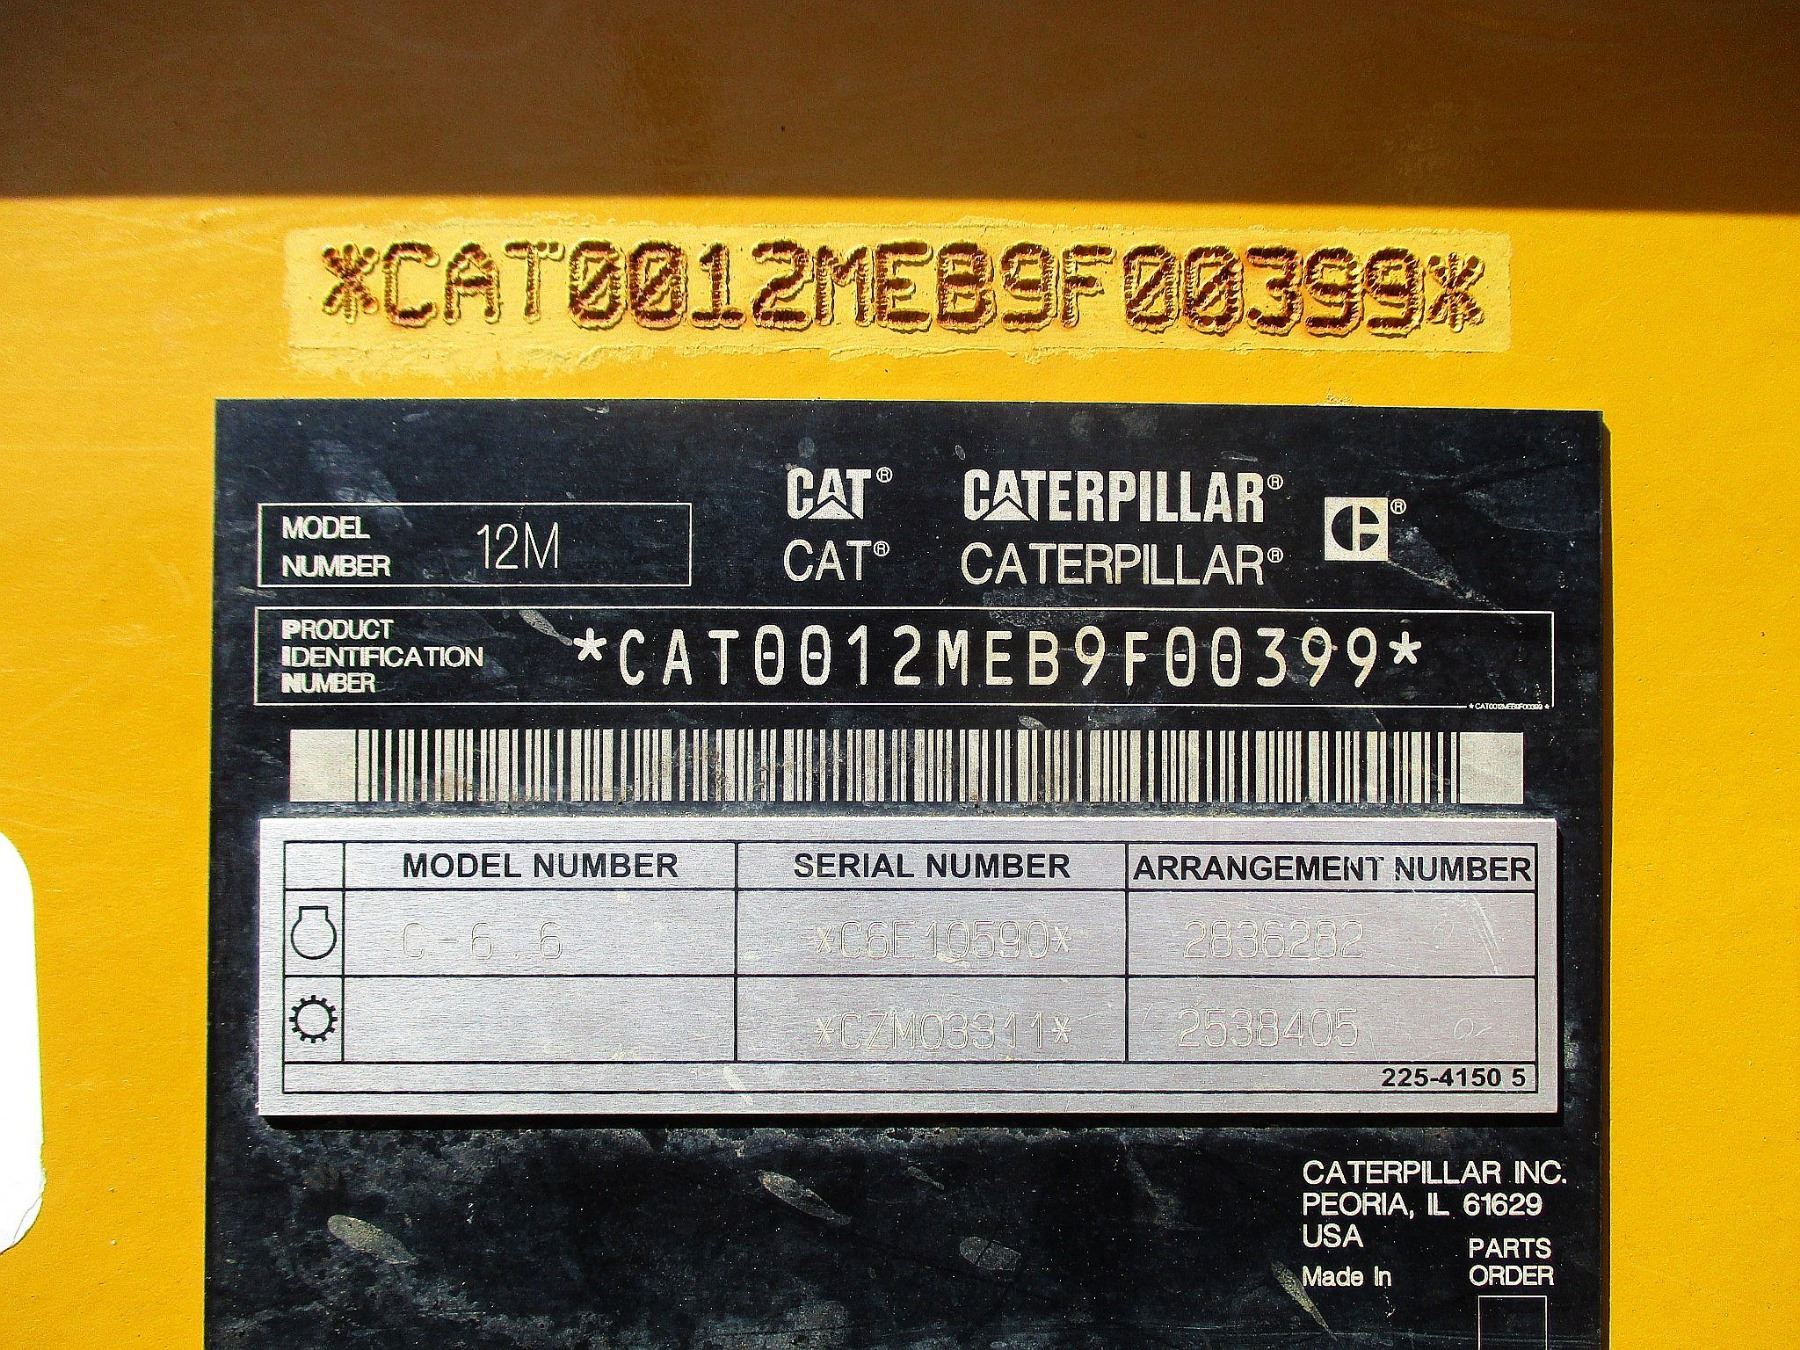 *CAT0012MEB9F00399*
CAT® CATERPILLAR® ®
MODEL NUMBER 12M
CAT® CATERPILLAR®
PRODUCT IDENTIFICATION NUMBER *CAT0012MEB9F00399*
*CAT0012MEB9F00399*
MODEL NUMBER SERIAL NUMBER ARRANGEMENT NUMBER
C-6.6 *C6E10590* 2836282
*CZM03311* 2538405
225-4150 5
CATERPILLAR INC.
PEORIA, IL 61629
USA
Made In
PARTS
ORDER